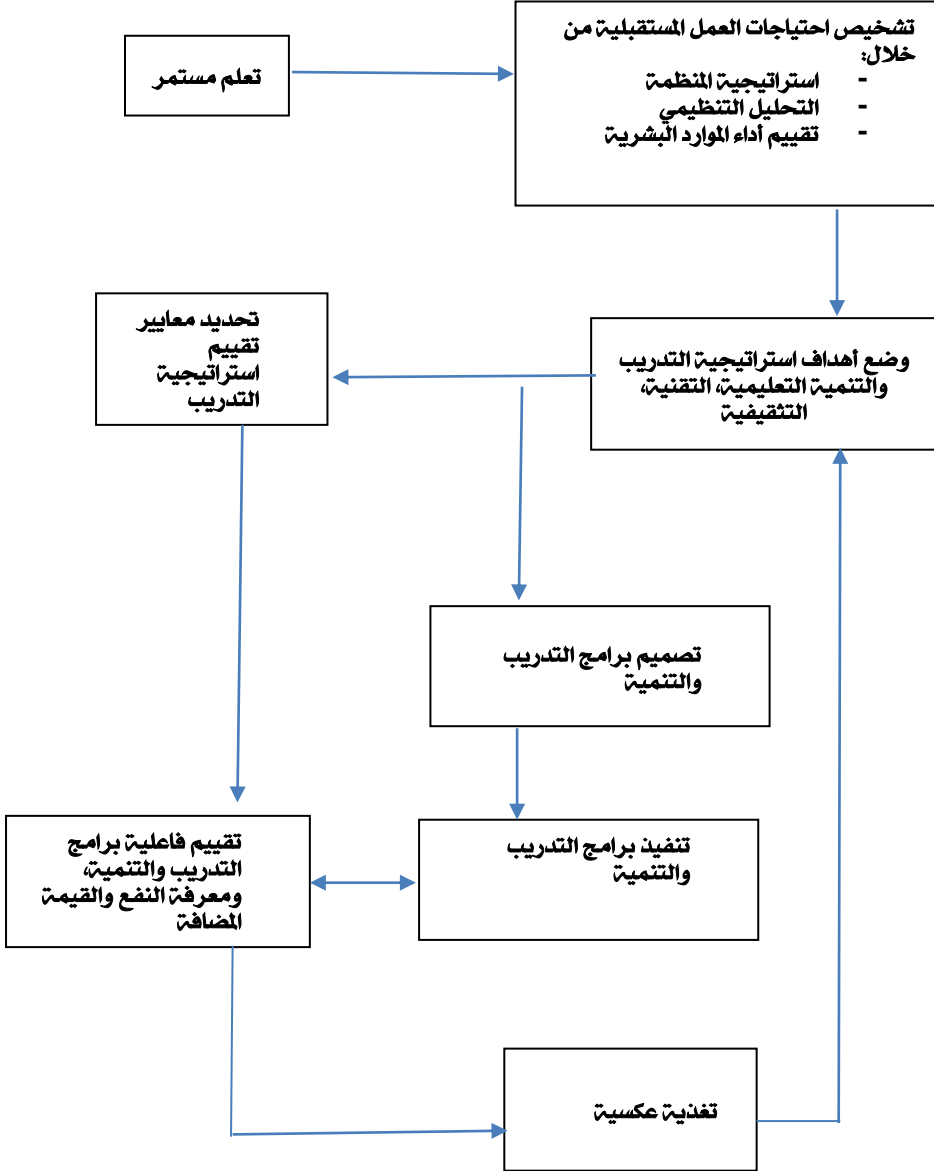 تشخيص احتياجات العمل المستقبلية من
خلال:
- استراتيجية المنظمة
- التحليل التنظيمي
- تقييم أداء الموارد البشرية
تعلم مستمر
وضع أهداف استراتيجية التدريب
والتنمية التعليمية، التقنية،
التثقيفية
تحديد معايير
تقييم
استراتيجية
التدريب
تصميم برامج التدريب
والتنمية
تنفيذ برامج التدريب
والتنمية
تقييم فاعلية برامج
التدريب والتنمية،
ومعرفة النفع والقيمة
المضافة
تغذية عكسية